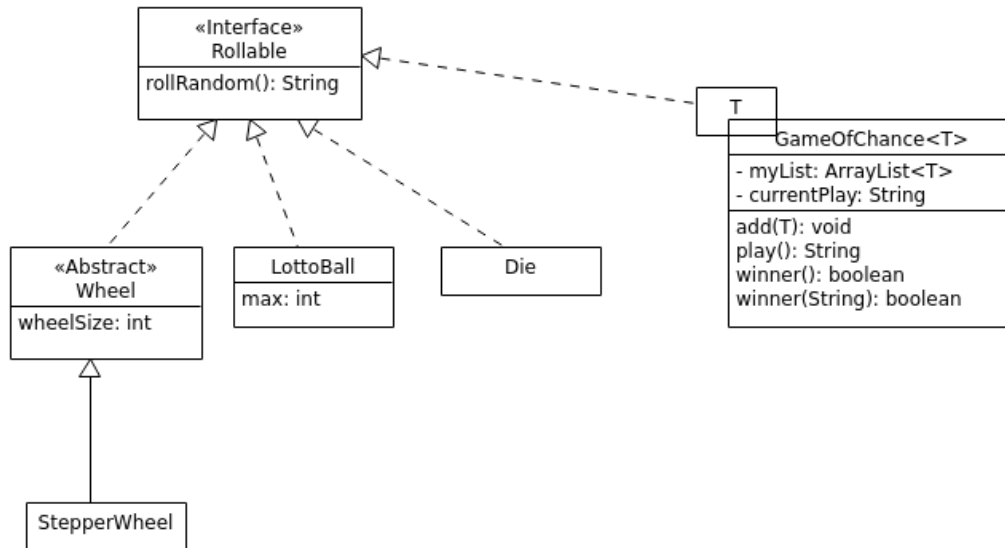 «Interface»
Rollable
rollRandom(): String
T
GameOfChance<T>
- myList: ArrayList<T>
- currentPlay: String
add(T): void
play(): String
winner(): boolean
winner(String): boolean
«Abstract»
Wheel
wheelSize: int
LottoBall
max: int
Die
StepperWheel